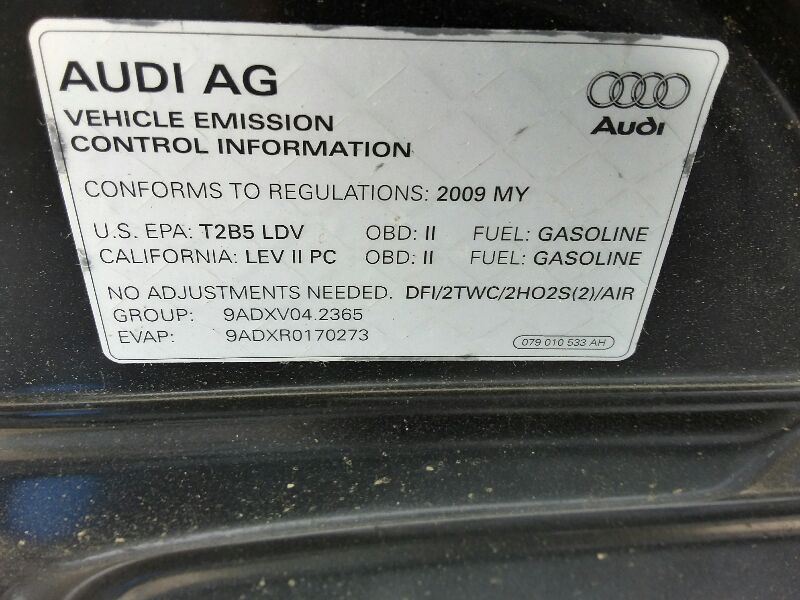 AUDI AG
Audi
VEHICLE EMISSION
CONTROL INFORMATION
CONFORMS TO REGULATIONS: 2009 MY
U.S. EPA: T2B5 LDV OBD: II FUEL: GASOLINE
CALIFORNIA: LEV II PC OBD: II FUEL: GASOLINE
NO ADJUSTMENTS NEEDED. DFI/2TWC/2HO2S(2)/AIR
GROUP: 9ADXV04.2365
EVAP: 9ADXR0170273
079 010 533 AH